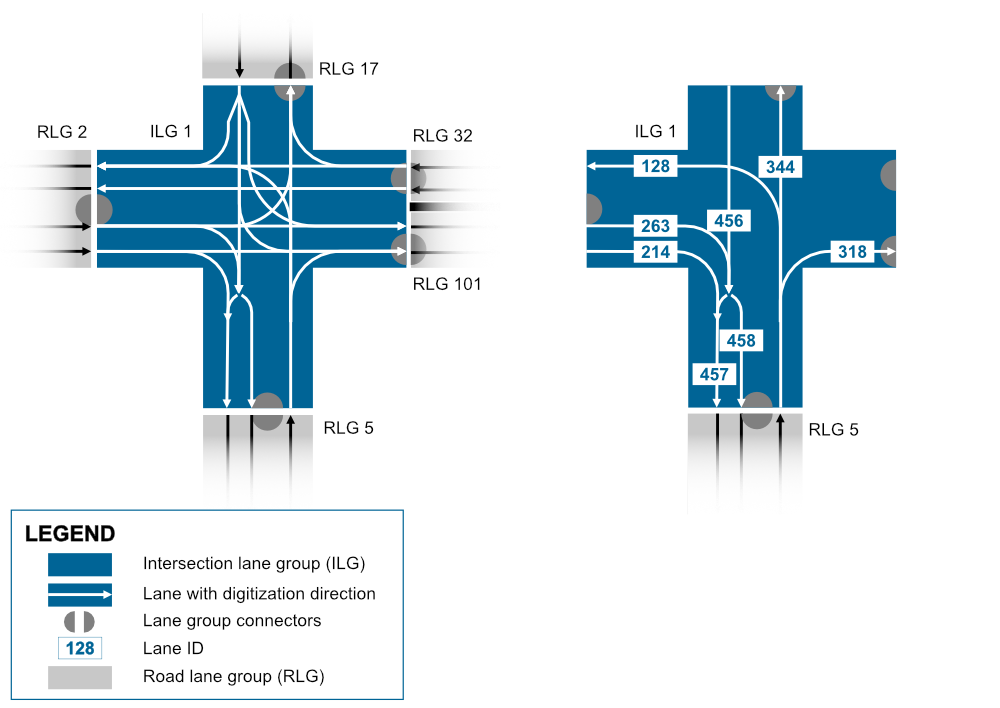 RLG 17
RLG 2
ILG 1
RLG 32
RLG 101
RLG 5
ILG 1
128
344
456
263
214
318
458
457
RLG 5
LEGEND
Intersection lane group (ILG)
Lane with digitization direction
Lane group connectors
128
Lane ID
Road lane group (RLG)